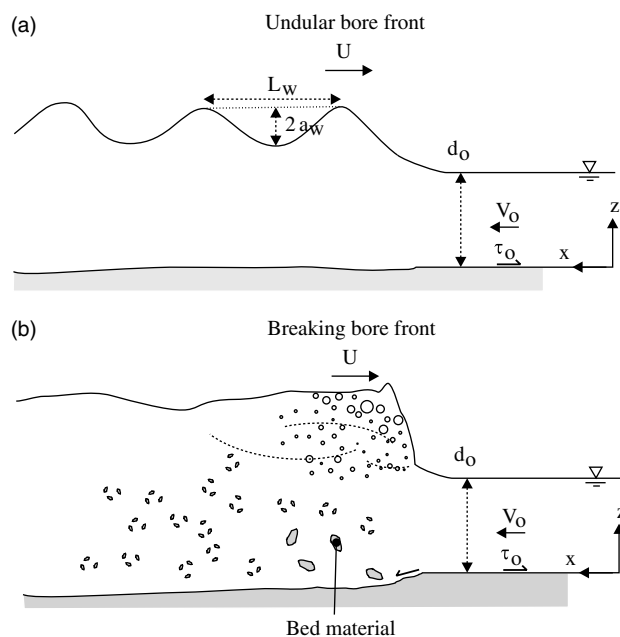 (a)
Undular bore front
U
L_W
2 a_w
d_o
V_o
z
τ_o
x
(b)
Breaking bore front
U
d_o
V_o
z
τ_o
x
Bed material